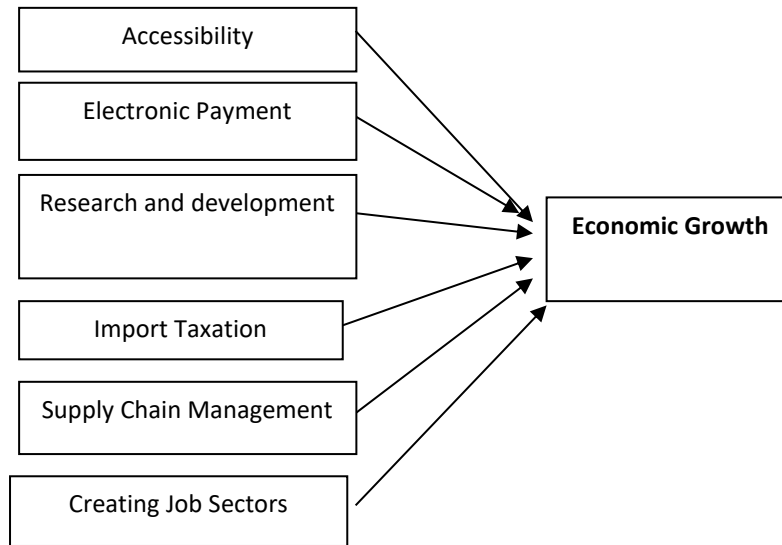 Accessibility
Electronic Payment
Research and development
Economic Growth
Import Taxation
Supply Chain Management
Creating Job Sectors